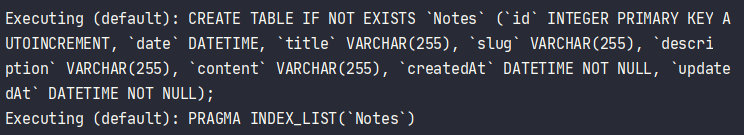 Executing (default): CREATE TABLE IF NOT EXISTS `Notes` (`id` INTEGER PRIMARY KEY A
UTOINCREMENT, `date` DATETIME, `title` VARCHAR(255), `slug` VARCHAR(255), `descri
ption` VARCHAR(255), `content` VARCHAR(255), `createdAt` DATETIME NOT NULL, `update
dAt` DATETIME NOT NULL);
Executing (default): PRAGMA INDEX_LIST(`Notes`)